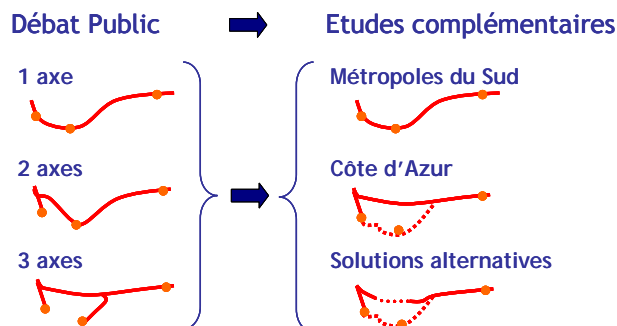 Débat Public
Etudes complémentaires
1 axe
Métropoles du Sud
2 axes
Côte d'Azur
3 axes
Solutions alternatives